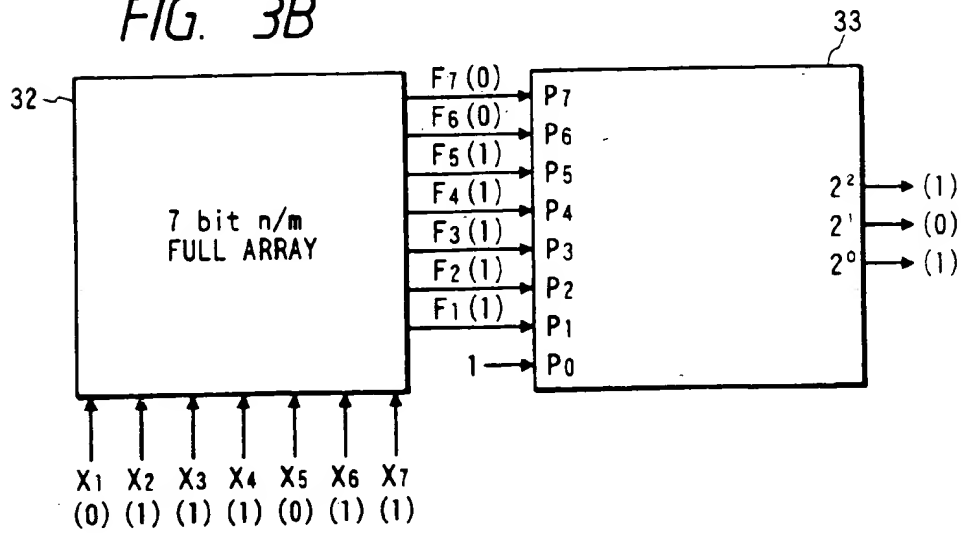 FIG. 3B
33
32
7 bit n/m
FULL ARRAY
F7 (0)
F6 (0)
F5 (1)
F4 (1)
F3 (1)
F2 (1)
F1 (1)
1
P7
P6
P5
P4
P3
P2
P1
P0
2² (1)
2¹ (0)
2⁰ (1)
X1 X2 X3 X4 X5 X6 X7
(0) (1) (1) (1) (0) (1) (1)